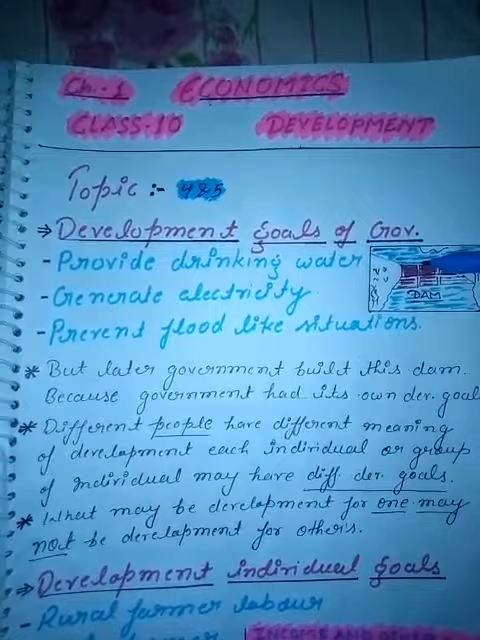 Ch.-1 ECONOMICS
CLASS-10 DEVELOPMENT
Topic :- 4&5
⇒ Development goals of Gov.
- Provide drinking water
- Generate electricity
- Prevent flood like situations.
DAM
* But later government built this dam.
Because government had its own dev. goal
* Different people have different meaning
of development each individual or group
of individual may have diff. dev. goals.
* What may be development for one may
not be development for other's.
⇒ Development individual goals
- Rural farmer labour
INCOME AND